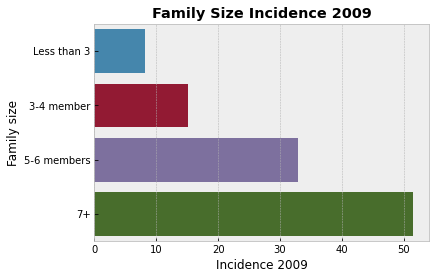 Family Size Incidence 2009
Family size
Less than 3
3-4 member
5-6 members
7+
0 10 20 30 40 50
Incidence 2009